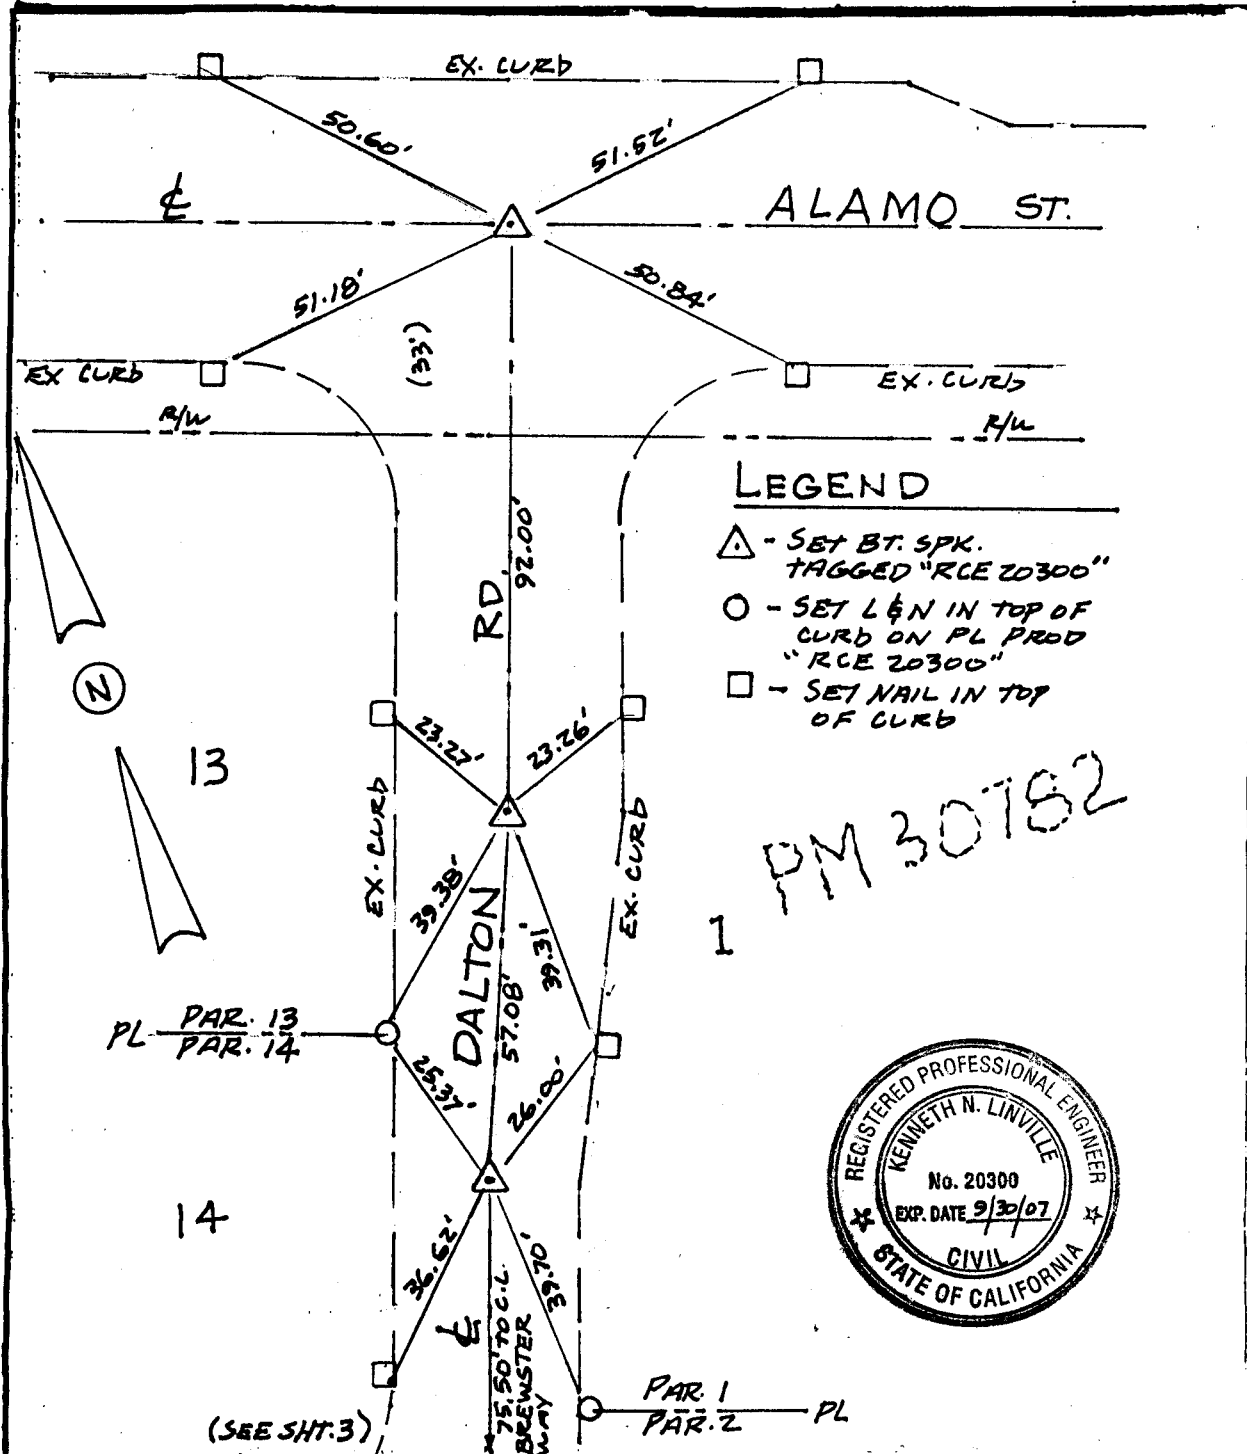 EX. CURB
50.60'
51.52'
℄
ALAMO ST.
51.18'
50.84'
(33')
EX CURB
EX. CURB
R/W
R/W
LEGEND
- SET BT. SPK.
TAGGED "RCE 20300"
- SET L&N IN TOP OF
CURB ON PL PROD
"RCE 20300"
- SET NAIL IN TOP
OF CURB
92.00'
RD.
N
13
23.27'
23.26'
EX. CURB
EX. CURB
PM 30782
1
39.38'
DALTON
57.08'
39.31'
PL PAR. 13
PAR. 14
25.37'
26.00'
14
36.62'
39.70'
℄
75.50' TO C.L.
BREWSTER
WAY
REGISTERED PROFESSIONAL ENGINEER
KENNETH N. LINVILLE
No. 20300
EXP. DATE 9/30/07
CIVIL
STATE OF CALIFORNIA
PAR. 1 PL
PAR. 2
(SEE SHT. 3)